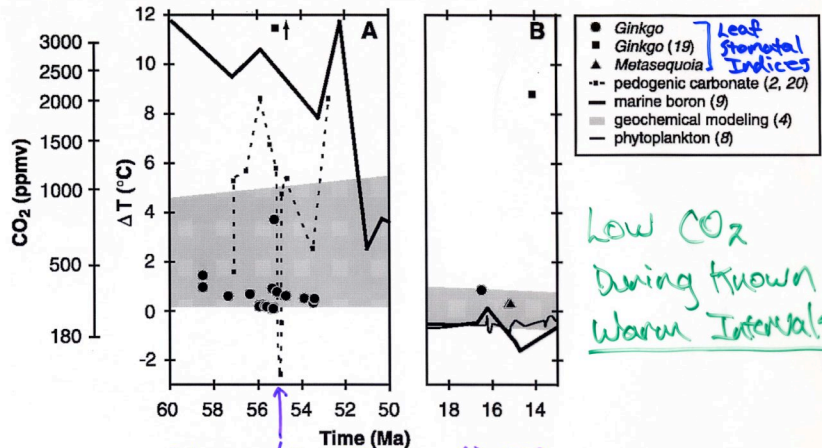 12
10
8
6
4
2
0
-2
3000
2000
1500
1000
500
180
CO₂ (ppmv)
Δ T (°C)
A
B
60 58 56 54 52 50
18 16 14
Time (Ma)
Ginkgo
Ginkgo (19)
Metasequoia
pedogenic carbonate (2, 20)
marine boron (9)
geochemical modeling (4)
phytoplankton (8)
Leaf
Stomatal
Indices
Low CO₂
During Known
Warm Intervals